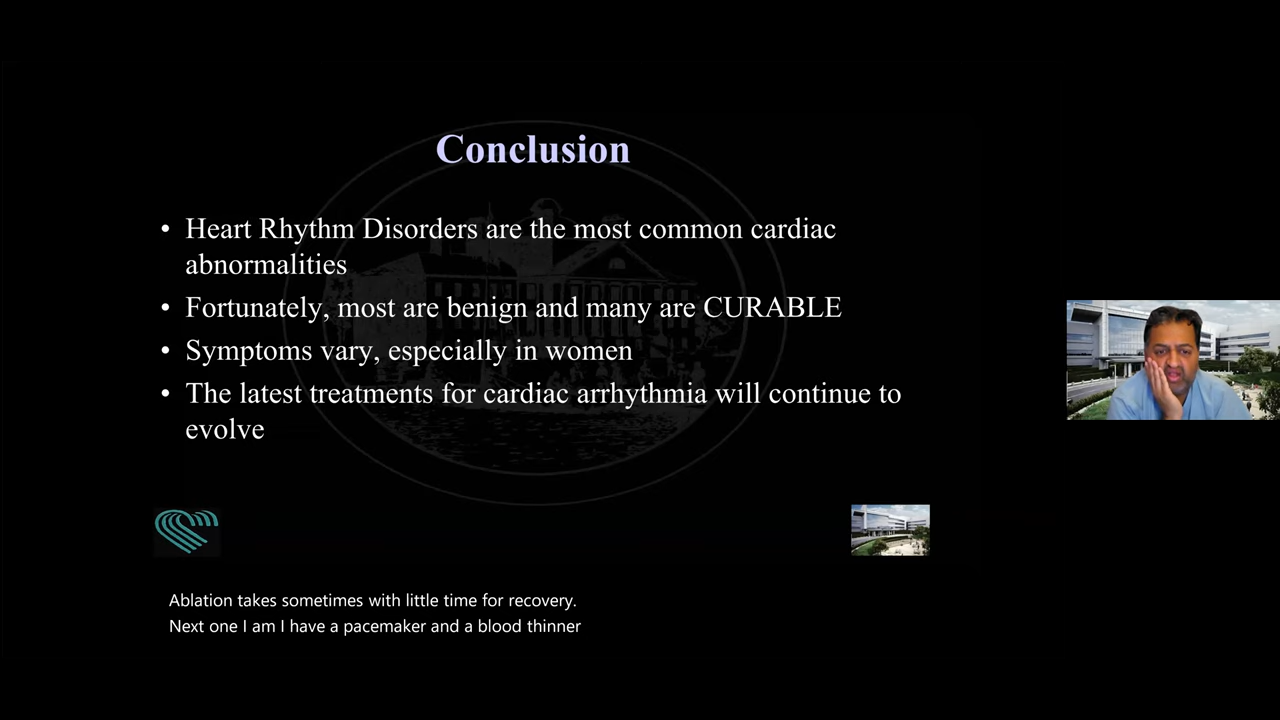 Conclusion
• Heart Rhythm Disorders are the most common cardiac
abnormalities
• Fortunately, most are benign and many are CURABLE
• Symptoms vary, especially in women
• The latest treatments for cardiac arrhythmia will continue to
evolve
Ablation takes sometimes with little time for recovery.
Next one I am I have a pacemaker and a blood thinner